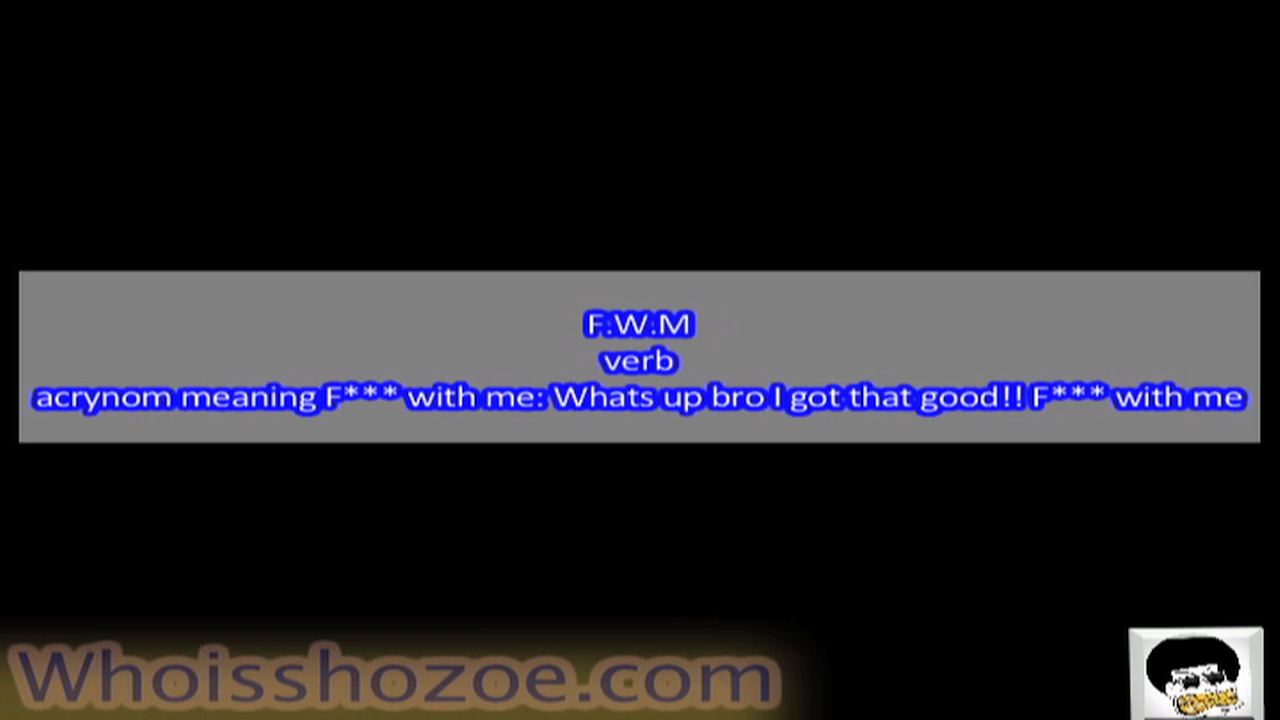 F.W.M
verb
acrynom meaning F*** with me: Whats up bro I got that good!! F*** with me
Whoisshozoe.com